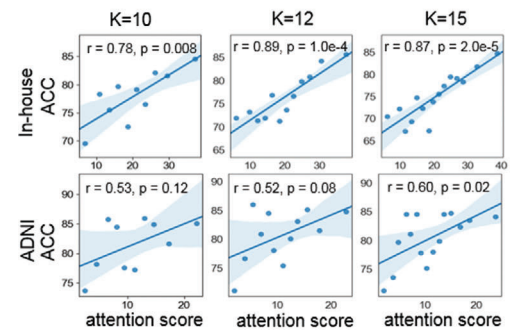 K=10 K=12 K=15
In-house ACC
r = 0.78, p = 0.008
85
80
75
70
10 20 30
r = 0.89, p = 1.0e-4
85
80
75
70
65
10 20 30
r = 0.87, p = 2.0e-5
85
80
75
70
65
10 20 30 40
ADNI ACC
r = 0.53, p = 0.12
90
85
80
75
10 20
attention score
r = 0.52, p = 0.08
90
85
80
75
10 20
attention score
r = 0.60, p = 0.02
90
85
80
75
10 20
attention score